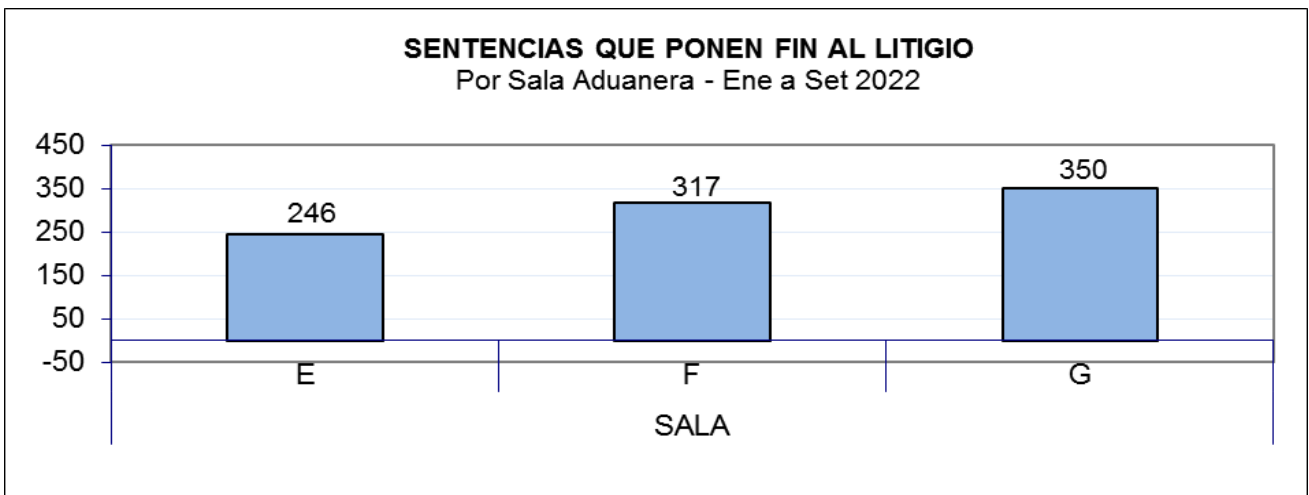 SENTENCIAS QUE PONEN FIN AL LITIGIO
Por Sala Aduanera - Ene a Set 2022
450
350
250
150
50
-50
246
317
350
E
F
G
SALA